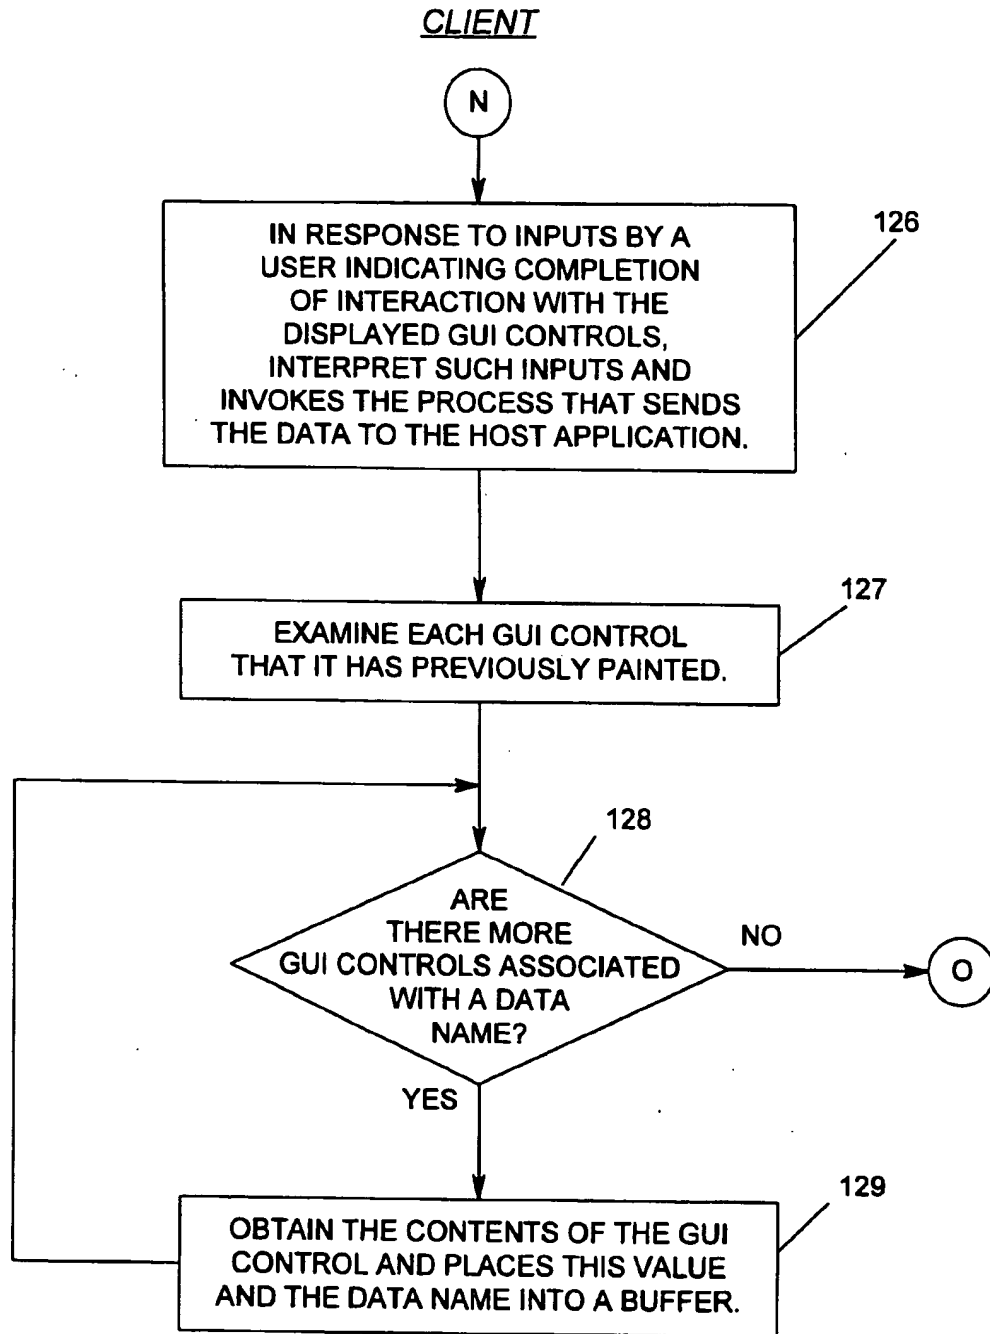 CLIENT
N
IN RESPONSE TO INPUTS BY A
USER INDICATING COMPLETION
OF INTERACTION WITH THE
DISPLAYED GUI CONTROLS,
INTERPRET SUCH INPUTS AND
INVOKES THE PROCESS THAT SENDS
THE DATA TO THE HOST APPLICATION.
126
EXAMINE EACH GUI CONTROL
THAT IT HAS PREVIOUSLY PAINTED.
127
ARE
THERE MORE
GUI CONTROLS ASSOCIATED
WITH A DATA
NAME?
128
NO
O
YES
OBTAIN THE CONTENTS OF THE GUI
CONTROL AND PLACES THIS VALUE
AND THE DATA NAME INTO A BUFFER.
129